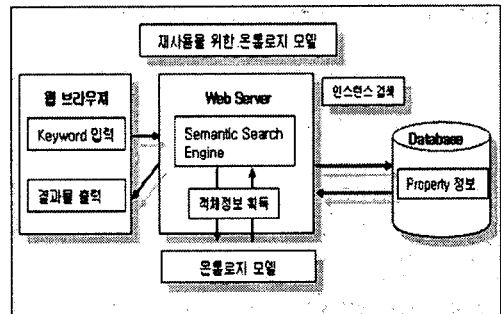 재사용을 위한 온톨로지 모델
웹 브라우저
Keyword 입력
결과물 출력
Web Server
Semantic Search
Engine
객체정보 획득
온톨로지 모델
인스턴스 검색
Database
Property 정보